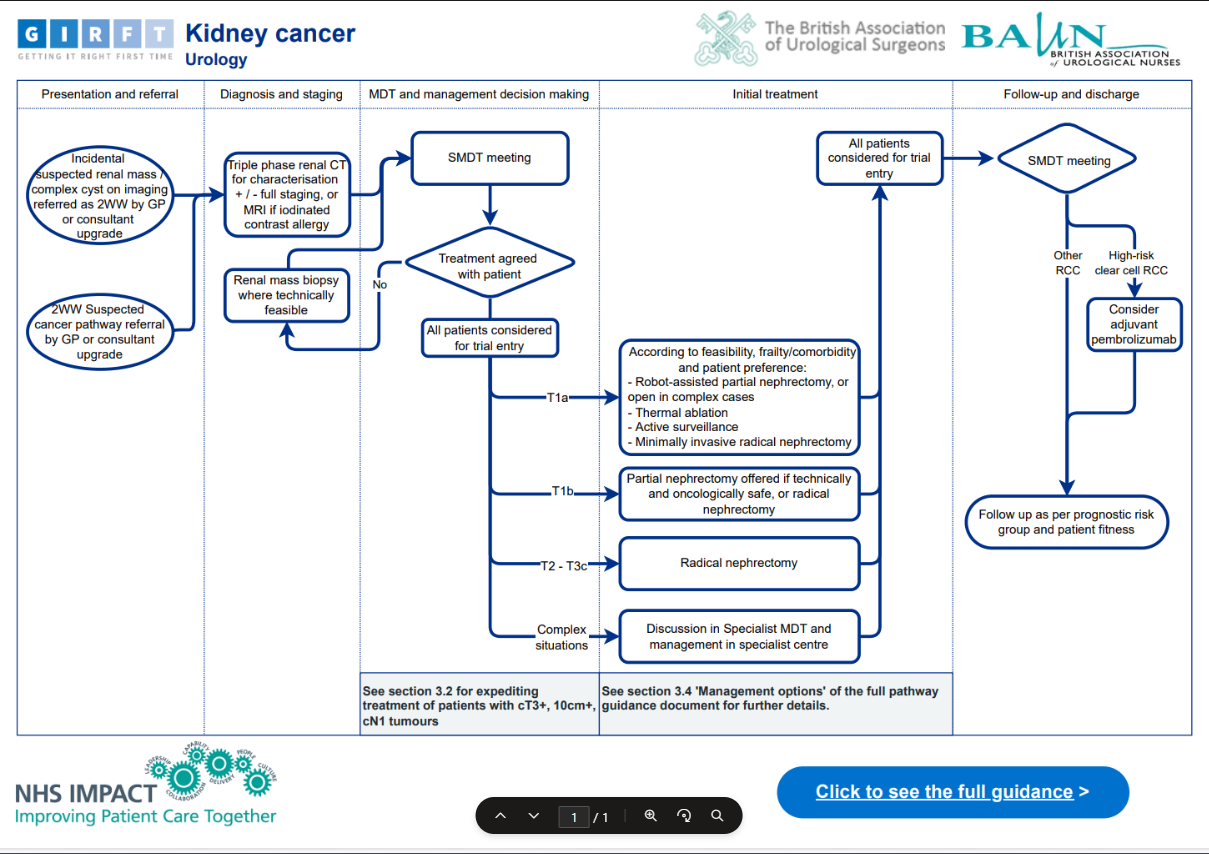 G I R F T
GETTING IT RIGHT FIRST TIME
Kidney cancer
Urology
The British Association
of Urological Surgeons
BAUN
BRITISH ASSOCIATION
of UROLOGICAL NURSES
Presentation and referral
Diagnosis and staging
MDT and management decision making
Initial treatment
Follow-up and discharge
Incidental
suspected renal mass /
complex cyst on imaging
referred as 2WW by GP
or consultant
upgrade
2WW Suspected
cancer pathway referral
by GP or consultant
upgrade
Triple phase renal CT
for characterisation
+ / - full staging, or
MRI if iodinated
contrast allergy
Renal mass biopsy
where technically
feasible
SMDT meeting
Treatment agreed
with patient
No
All patients considered
for trial entry
T1a
T1b
T2 - T3c
Complex
situations
See section 3.2 for expediting
treatment of patients with cT3+, 10cm+,
cN1 tumours
All patients
considered for trial
entry
According to feasibility, frailty/comorbidity
and patient preference:
- Robot-assisted partial nephrectomy, or
open in complex cases
- Thermal ablation
- Active surveillance
- Minimally invasive radical nephrectomy
Partial nephrectomy offered if technically
and oncologically safe, or radical
nephrectomy
Radical nephrectomy
Discussion in Specialist MDT and
management in specialist centre
See section 3.4 'Management options' of the full pathway
guidance document for further details.
SMDT meeting
Other
RCC
High-risk
clear cell RCC
Consider
adjuvant
pembrolizumab
Follow up as per prognostic risk
group and patient fitness
LEADERSHIP
CAPABILITY
PEOPLE
CULTURE
DELIVERY
COLLABORATION
NHS IMPACT
Improving Patient Care Together
1 / 1
Click to see the full guidance >